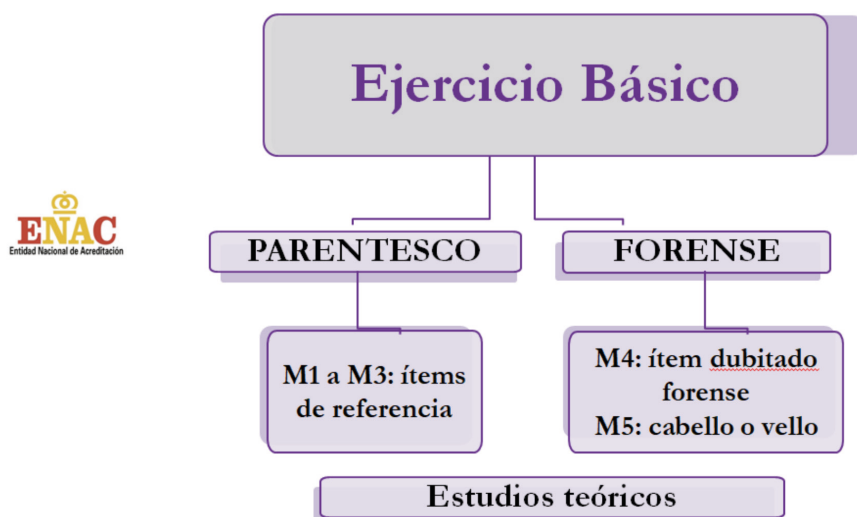 Ejercicio Básico
ENAC
Entidad Nacional de Acreditación
PARENTESCO
FORENSE
M1 a M3: ítems
de referencia
M4: ítem dubitado
forense
M5: cabello o vello
Estudios teóricos